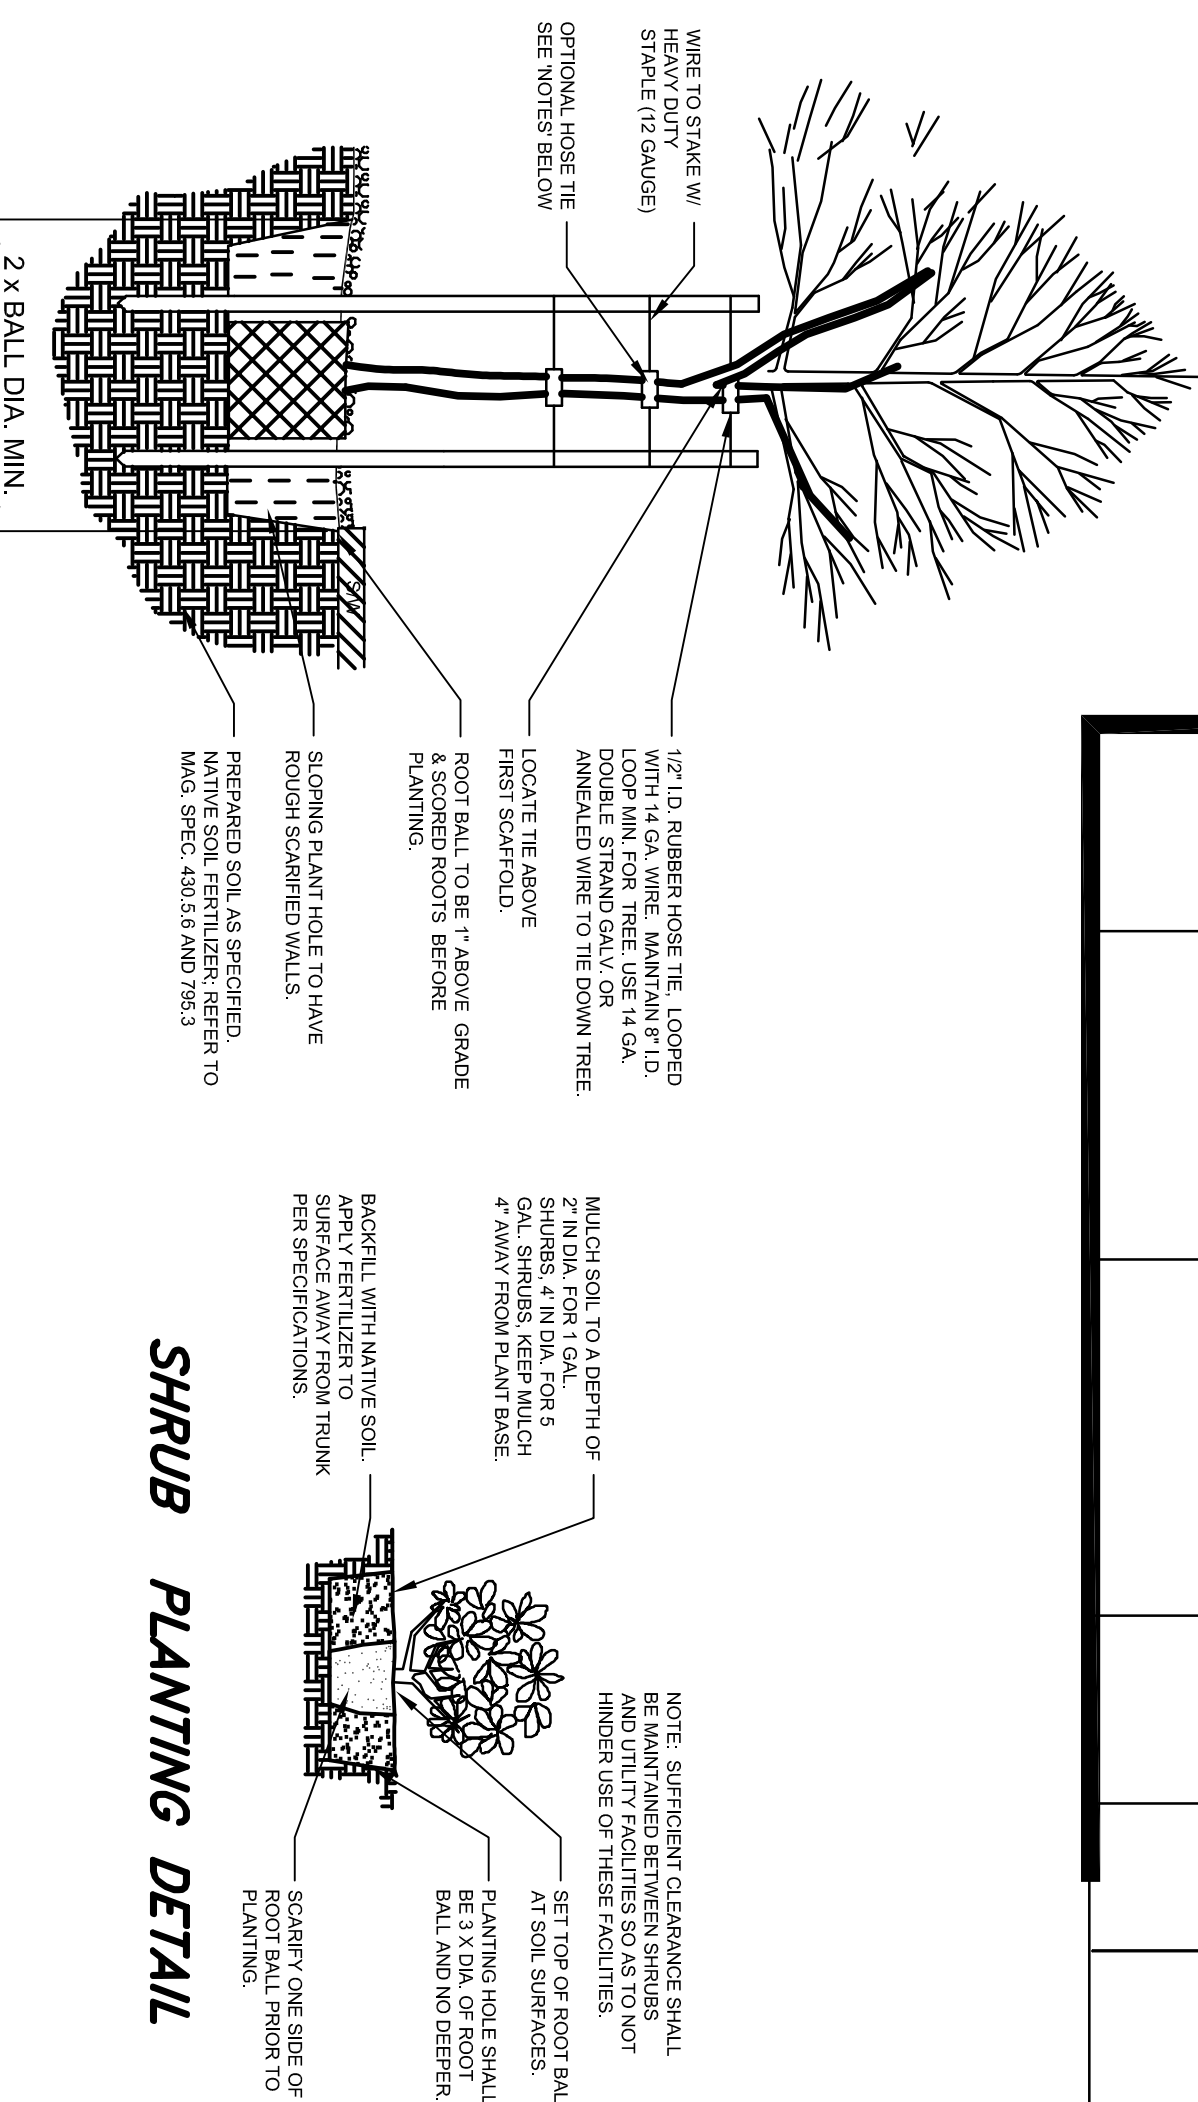 WIRE TO STAKE W/
HEAVY DUTY
STAPLE (12 GAUGE)
OPTIONAL HOSE TIE
SEE 'NOTES' BELOW
1/2" I.D. RUBBER HOSE TIE, LOOPED
WITH 14 GA. WIRE. MAINTAIN 8" I.D.
LOOP MIN. FOR TREE. USE 14 GA.
DOUBLE STRAND GALV. OR
ANNEALED WIRE TO TIE DOWN TREE.
LOCATE TIE ABOVE
FIRST SCAFFOLD.
ROOT BALL TO BE 1" ABOVE GRADE
& SCORED ROOTS BEFORE
PLANTING.
SLOPING PLANT HOLE TO HAVE
ROUGH SCARIFIED WALLS.
PREPARED SOIL AS SPECIFIED.
NATIVE SOIL FERTILIZER; REFER TO
MAG. SPEC. 430.5.6 AND 795.3
S/W
2 x BALL DIA. MIN.
NOTE: SUFFICIENT CLEARANCE SHALL
BE MAINTAINED BETWEEN SHRUBS
AND UTILITY FACILITIES SO AS TO NOT
HINDER USE OF THESE FACILITIES.
MULCH SOIL TO A DEPTH OF
2" IN DIA. FOR 1 GAL.
SHURBS, 4' IN DIA. FOR 5
GAL. SHRUBS, KEEP MULCH
4" AWAY FROM PLANT BASE.
BACKFILL WITH NATIVE SOIL.
APPLY FERTILIZER TO
SURFACE AWAY FROM TRUNK
PER SPECIFICATIONS.
SET TOP OF ROOT BAL
AT SOIL SURFACES.
PLANTING HOLE SHALL
BE 3 X DIA. OF ROOT
BALL AND NO DEEPER.
SCARIFY ONE SIDE OF
ROOT BALL PRIOR TO
PLANTING.
SHRUB PLANTING DETAIL